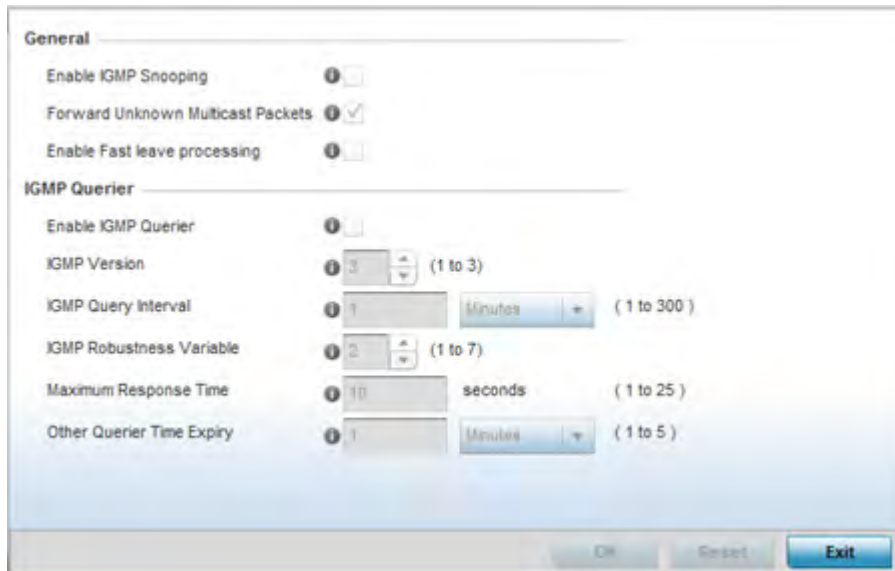 General
Enable IGMP Snooping
Forward Unknown Multicast Packets
Enable Fast leave processing
IGMP Querier
Enable IGMP Querier
IGMP Version 3 (1 to 3)
IGMP Query Interval 1 Minutes ( 1 to 300 )
IGMP Robustness Variable 2 (1 to 7)
Maximum Response Time 10 seconds ( 1 to 25 )
Other Querier Time Expiry 1 Minutes ( 1 to 5 )
OK Reset Exit